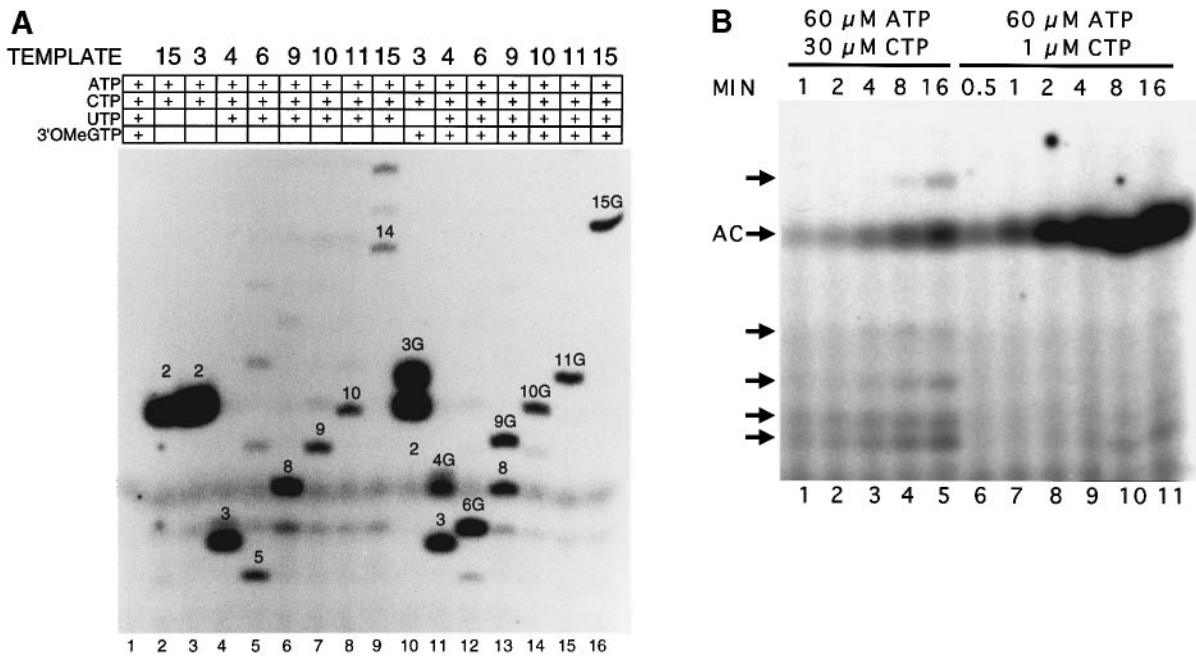 A
TEMPLATE 15 3 4 6 9 10 11 15 3 4 6 9 10 11 15
ATP + + + + + + + + + + + + + + + +
CTP + + + + + + + + + + + + + + + +
UTP + + + + + + + + + + + + +
3'OMeGTP + + + + + + + +
15G
14
3G
11G
2 2
10
10G
9
9G
2
8
4G
8
6G
3
3
5
1 2 3 4 5 6 7 8 9 10 11 12 13 14 15 16
B
60 µM ATP 60 µM ATP
30 µM CTP 1 µM CTP
MIN 1 2 4 8 16 0.5 1 2 4 8 16
AC
1 2 3 4 5 6 7 8 9 10 11